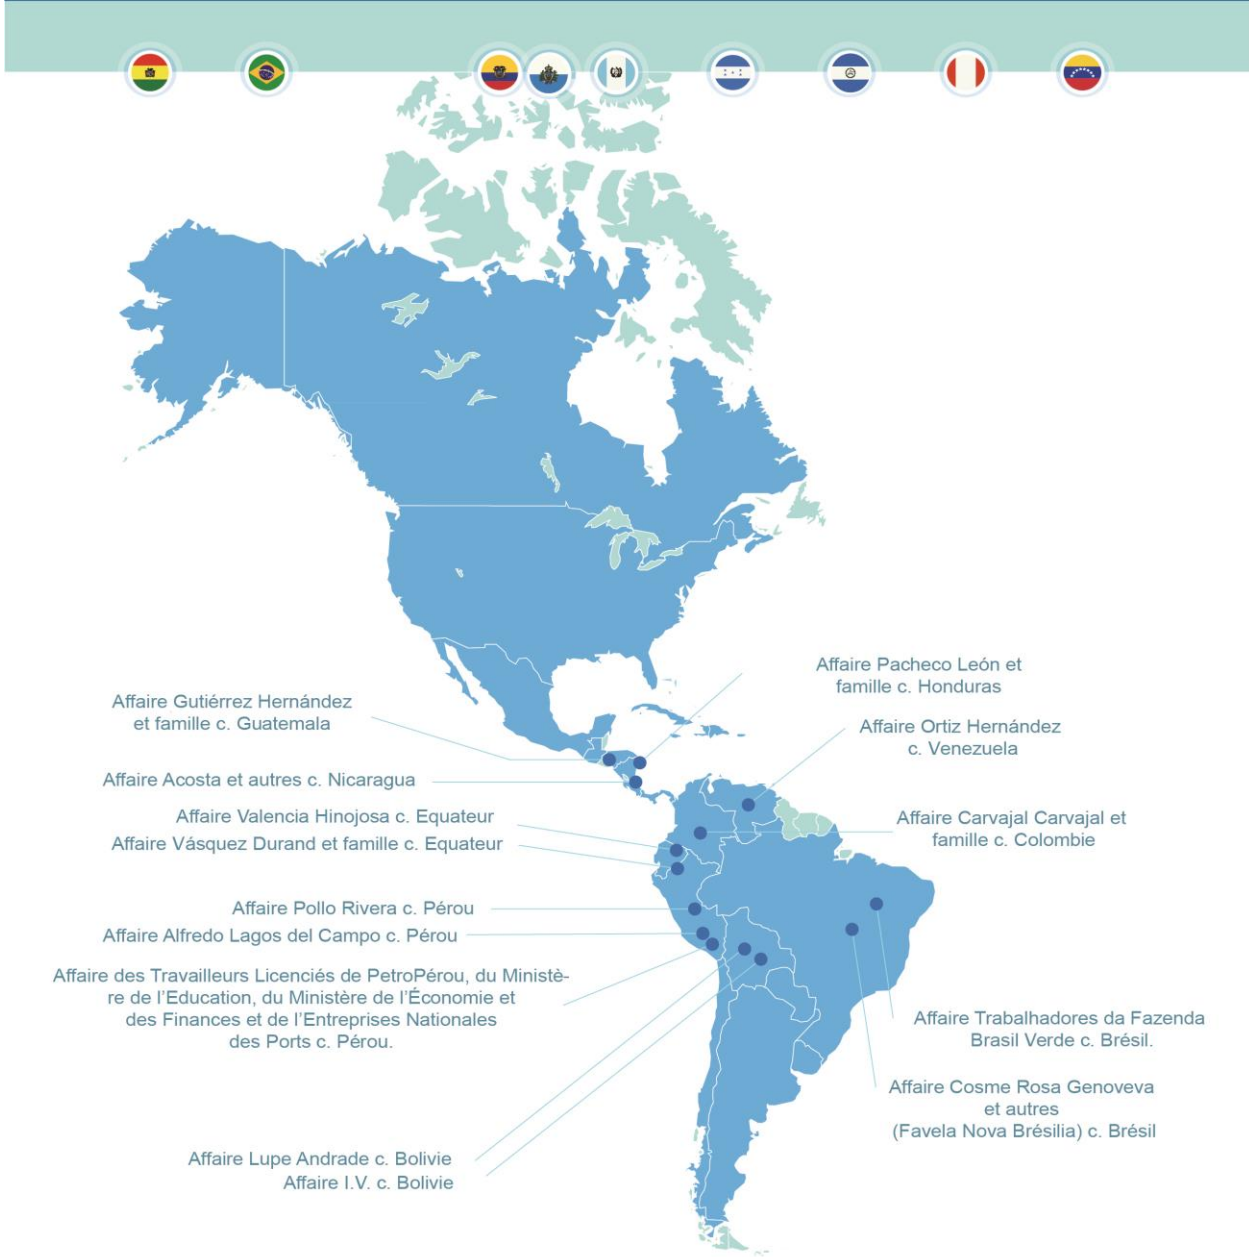 Affaire Pacheco León et
famille c. Honduras
Affaire Gutiérrez Hernández
et famille c. Guatemala
Affaire Ortiz Hernández
c. Venezuela
Affaire Acosta et autres c. Nicaragua
Affaire Valencia Hinojosa c. Equateur
Affaire Vásquez Durand et famille c. Equateur
Affaire Carvajal Carvajal et
famille c. Colombie
Affaire Pollo Rivera c. Pérou
Affaire Alfredo Lagos del Campo c. Pérou
Affaire des Travailleurs Licenciés de PetroPérou, du Ministè-
re de l'Education, du Ministère de l'Économie et
des Finances et de l'Entreprises Nationales
des Ports c. Pérou.
Affaire Trabalhadores da Fazenda
Brasil Verde c. Brésil.
Affaire Cosme Rosa Genoveva
et autres
(Favela Nova Brésilia) c. Brésil
Affaire Lupe Andrade c. Bolivie
Affaire I.V. c. Bolivie